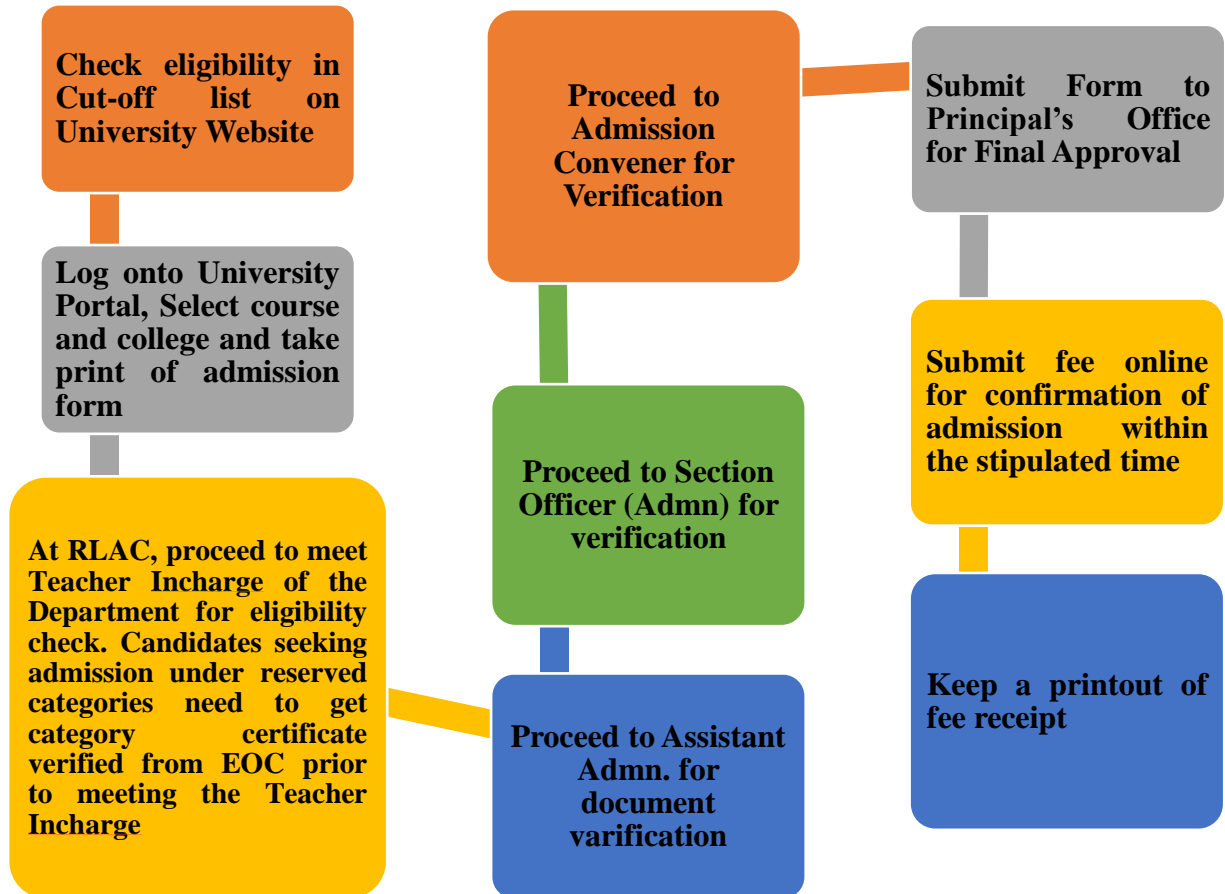 Check eligibility in
Cut-off list on
University Website
Log onto University
Portal, Select course
and college and take
print of admission
form
At RLAC, proceed to meet
Teacher Incharge of the
Department for eligibility
check. Candidates seeking
admission under reserved
categories need to get
category certificate
verified from EOC prior
to meeting the Teacher
Incharge
Proceed to Assistant
Admn. for
document
varification
Proceed to Section
Officer (Admn) for
verification
Proceed to
Admission
Convener for
Verification
Submit Form to
Principal's Office
for Final Approval
Submit fee online
for confirmation of
admission within
the stipulated time
Keep a printout of
fee receipt